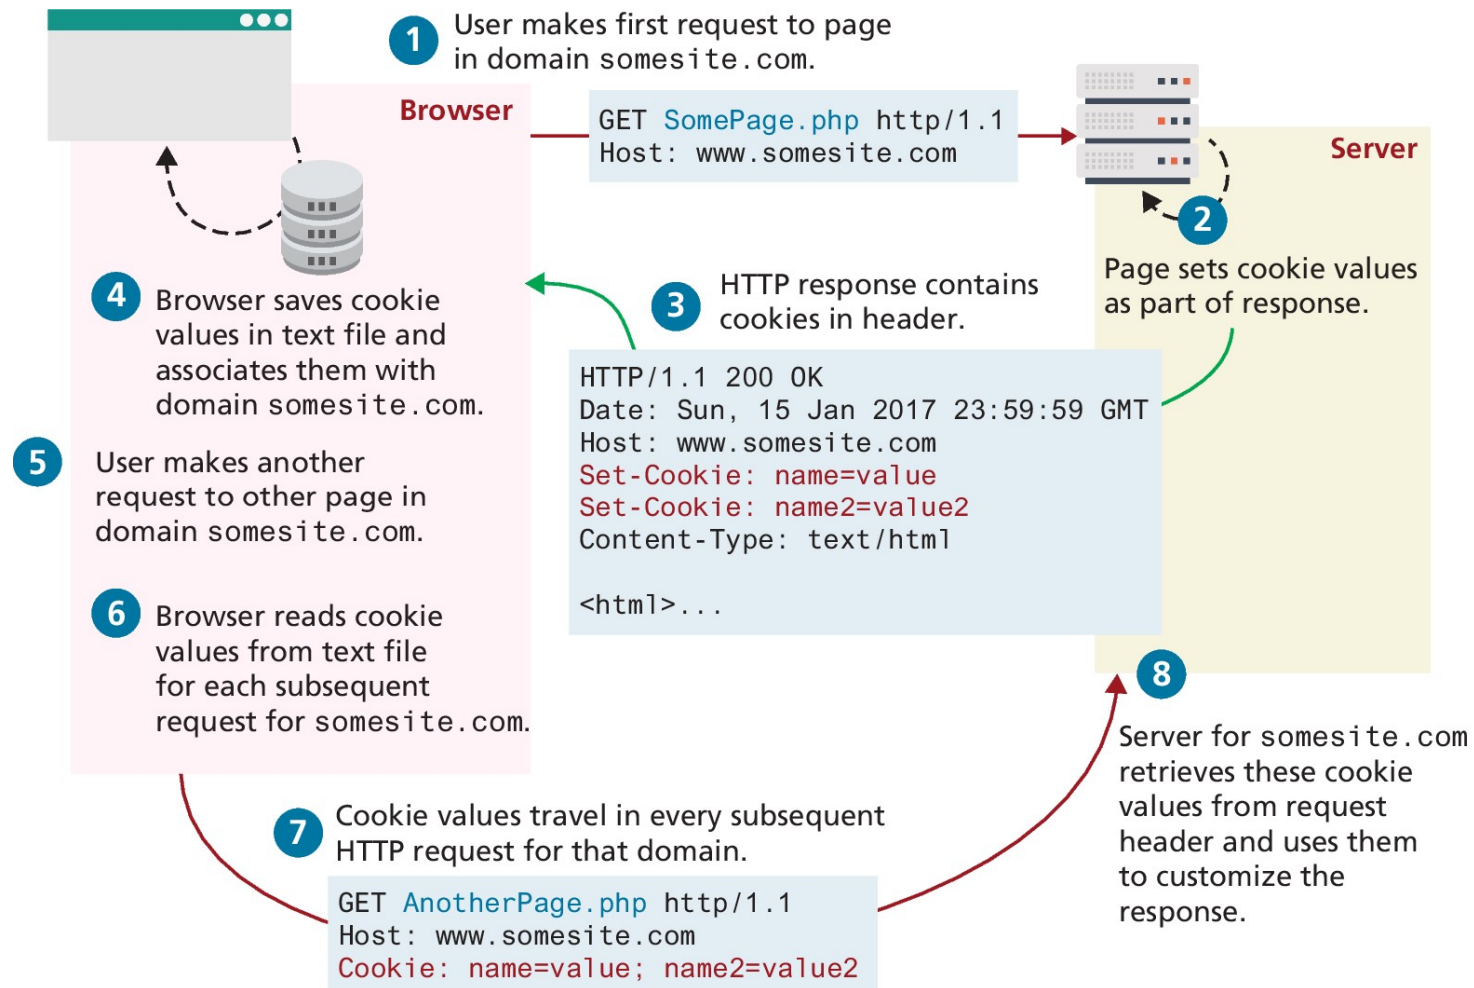 1
User makes first request to page
in domain somesite.com.
Browser
GET SomePage.php http/1.1
Host: www.somesite.com
Server
2
Page sets cookie values
as part of response.
3
HTTP response contains
cookies in header.
HTTP/1.1 200 OK
Date: Sun, 15 Jan 2017 23:59:59 GMT
Host: www.somesite.com
Set-Cookie: name=value
Set-Cookie: name2=value2
Content-Type: text/html
<html>...
4
Browser saves cookie
values in text file and
associates them with
domain somesite.com.
5
User makes another
request to other page in
domain somesite.com.
6
Browser reads cookie
values from text file
for each subsequent
request for somesite.com.
7
Cookie values travel in every subsequent
HTTP request for that domain.
GET AnotherPage.php http/1.1
Host: www.somesite.com
Cookie: name=value; name2=value2
8
Server for somesite.com
retrieves these cookie
values from request
header and uses them
to customize the
response.